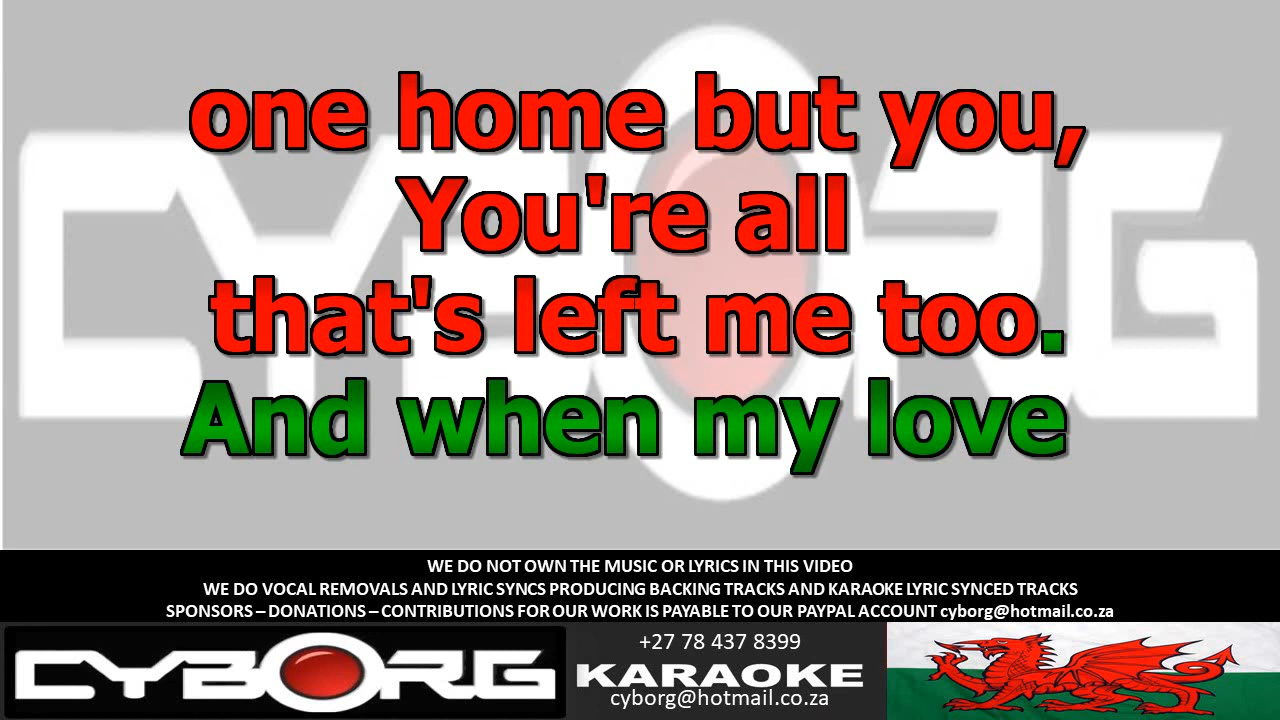 one home but you,
You're all
that's left me too.
And when my love
CYBORG
WE DO NOT OWN THE MUSIC OR LYRICS IN THIS VIDEO
WE DO VOCAL REMOVALS AND LYRIC SYNCS PRODUCING BACKING TRACKS AND KARAOKE LYRIC SYNCED TRACKS
SPONSORS – DONATIONS – CONTRIBUTIONS FOR OUR WORK IS PAYABLE TO OUR PAYPAL ACCOUNT cyborg@hotmail.co.za
CYBORG
+27 78 437 8399
KARAOKE
cyborg@hotmail.co.za